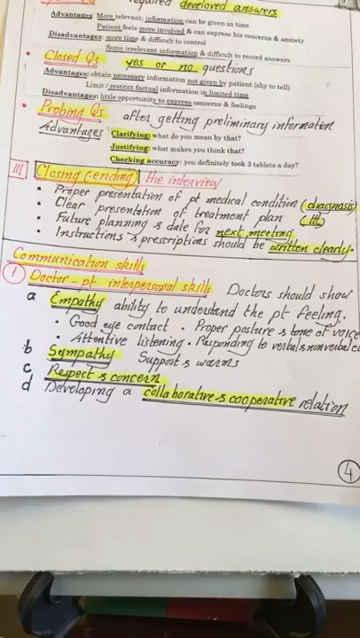 required developed answers
Advantages: More relevant; information can be given in time
Patient feels more involved & can express his concerns & anxiety
Disadvantages: more time & difficult to control
Some irrelevant information & difficult to record answers
• Closed Qs yes or no questions
Advantages: obtain necessary information not given by patient (shy to tell)
Limit / restrict factual information in limited time
Disadvantages: little opportunity to express concerns & feelings
• Probing Qs after getting preliminary information
Advantages Clarifying: what do you mean by that?
Justifying: what makes you think that?
Checking accuracy: you definitely took 3 tablets a day?
III Closing (ending) the interview
• Proper presentation of pt medical condition (diagnosis)
• Clear presentation of treatment plan (ttt)
• Future planning & date for next meeting
• Instructions & prescriptions should be written clearly.
Communication skills
1 Doctor-pt interpersonal skills Doctors should show
a Empathy ability to understand the pt feeling.
• Good eye contact • Proper posture & tone of voice
• Attentive listening • Responding to verbal & nonverbal
b Sympathy Support & warms
c Respect & concern
d Developing a collaborative & cooperative relation
4